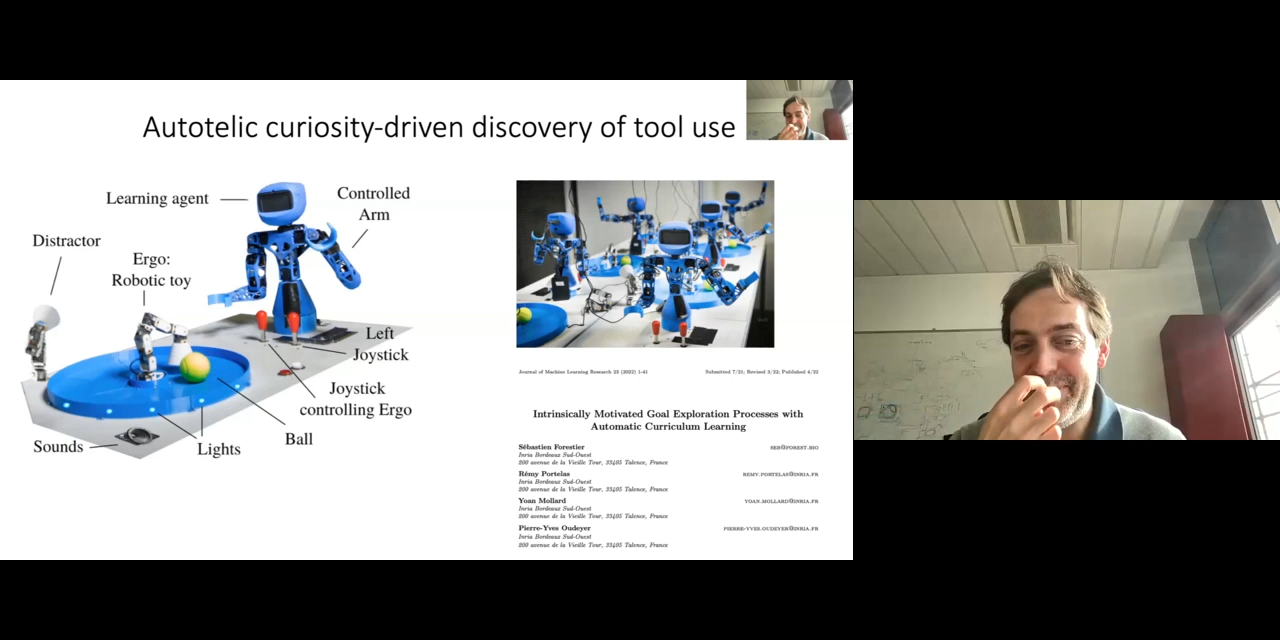 Autotelic curiosity-driven discovery of tool use
Learning agent
Controlled
Arm
Distractor
Ergo:
Robotic toy
Left
Joystick
Joystick
controlling Ergo
Ball
Lights
Sounds
Journal of Machine Learning Research 23 (2022) 1-41
Submitted 7/21; Revised 3/22; Published 4/22
Intrinsically Motivated Goal Exploration Processes with
Automatic Curriculum Learning
Sébastien Forestier
SEB@FOREST.BIO
Inria Bordeaux Sud-Ouest
200 avenue de la Vieille Tour, 33405 Talence, France
Rémy Portelas
REMY.PORTELAS@INRIA.FR
Inria Bordeaux Sud-Ouest
200 avenue de la Vieille Tour, 33405 Talence, France
Yoan Mollard
YOAN.MOLLARD@INRIA.FR
Inria Bordeaux Sud-Ouest
200 avenue de la Vieille Tour, 33405 Talence, France
Pierre-Yves Oudeyer
PIERRE-YVES.OUDEYER@INRIA.FR
Inria Bordeaux Sud-Ouest
200 avenue de la Vieille Tour, 33405 Talence, France